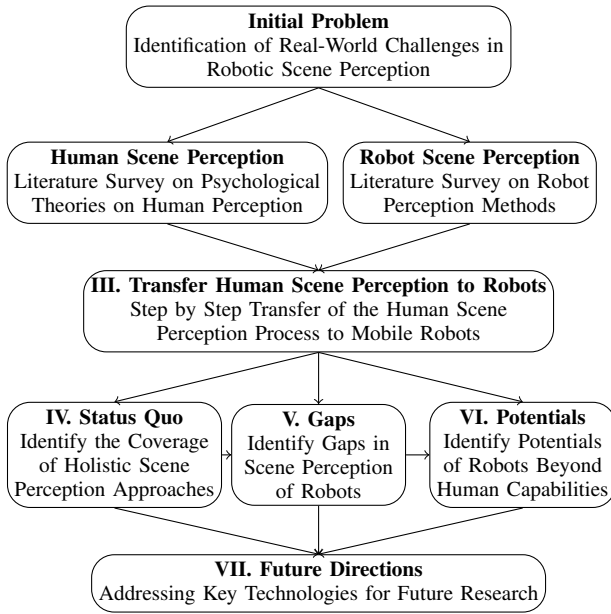 Initial Problem
Identification of Real-World Challenges in
Robotic Scene Perception
Human Scene Perception
Literature Survey on Psychological
Theories on Human Perception
Robot Scene Perception
Literature Survey on Robot
Perception Methods
III. Transfer Human Scene Perception to Robots
Step by Step Transfer of the Human Scene
Perception Process to Mobile Robots
IV. Status Quo
Identify the Coverage
of Holistic Scene
Perception Approaches
V. Gaps
Identify Gaps in
Scene Perception
of Robots
VI. Potentials
Identify Potentials
of Robots Beyond
Human Capabilities
VII. Future Directions
Addressing Key Technologies for Future Research